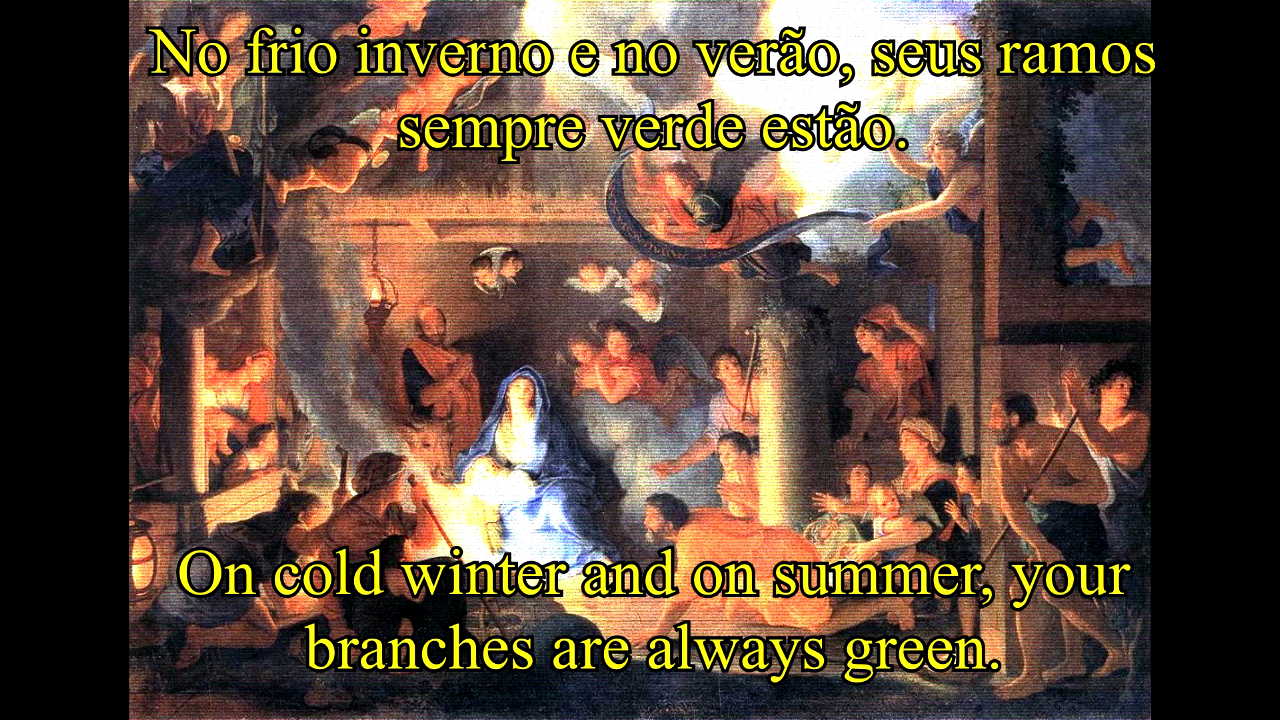 No frio inverno e no verão, seus ramos
sempre verde estão.
On cold winter and on summer, your
branches are always green.